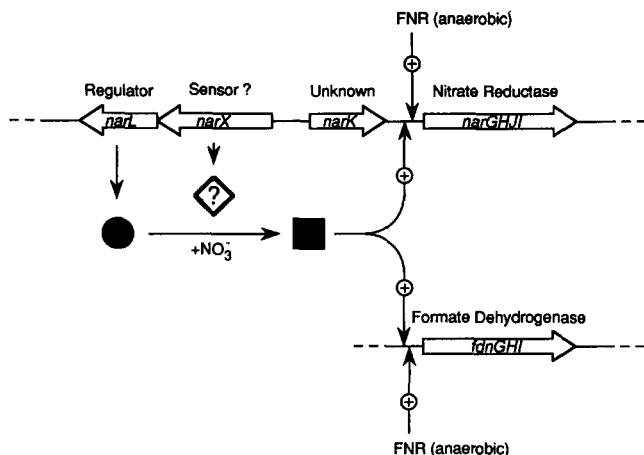 FNR (anaerobic)
+
Regulator Sensor ? Unknown Nitrate Reductase
narL narX narK narGHJI
+
?
+NO3-
+
Formate Dehydrogenase
fdnGHI
+
FNR (anaerobic)